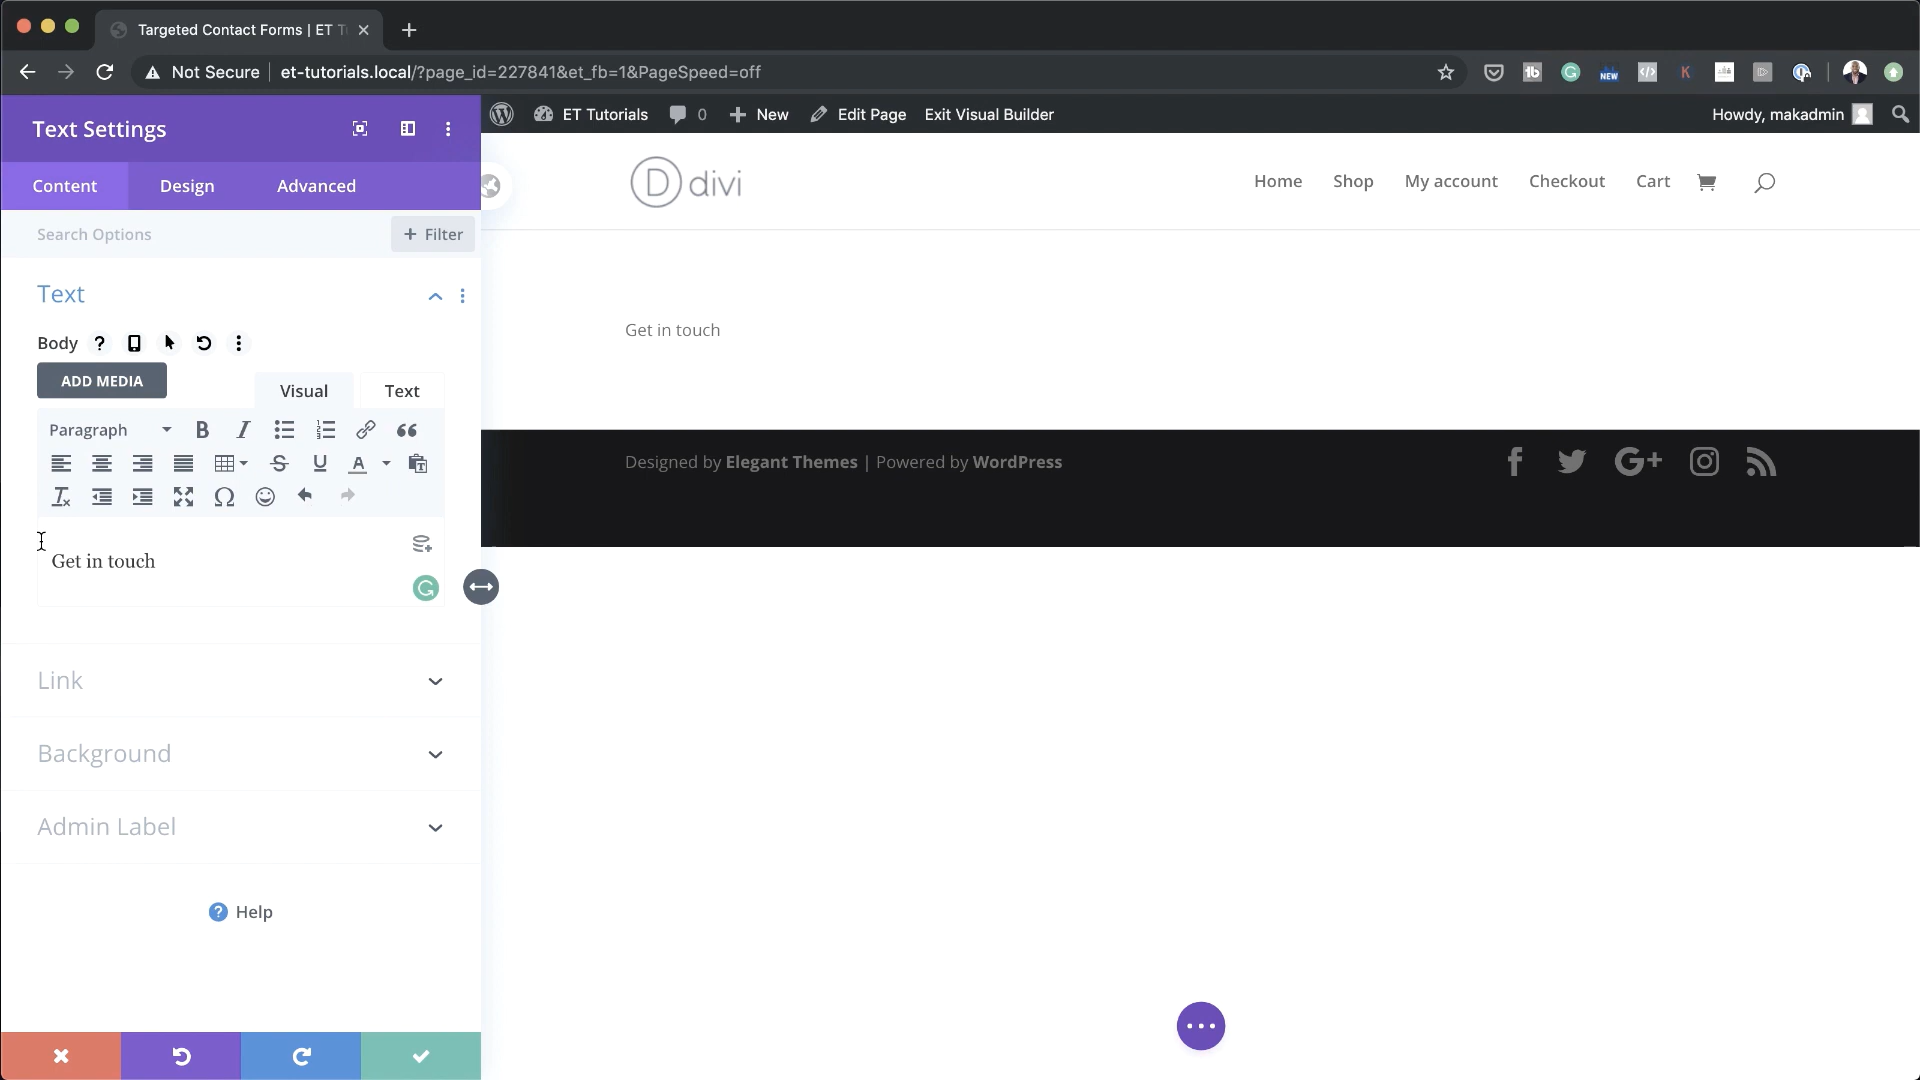 Targeted Contact Forms | ET T
Not Secure
et-tutorials.local/?page_id=227841&et_fb=1&PageSpeed=off
NEW
Text Settings
ET Tutorials
0
New
Edit Page
Exit Visual Builder
Howdy, makadmin
Content
Design
Advanced
divi
Home
Shop
My account
Checkout
Cart
Search Options
+ Filter
Text
Get in touch
Body
ADD MEDIA
Visual
Text
Paragraph
Designed by Elegant Themes | Powered by WordPress
Get in touch
Link
Background
Admin Label
Help